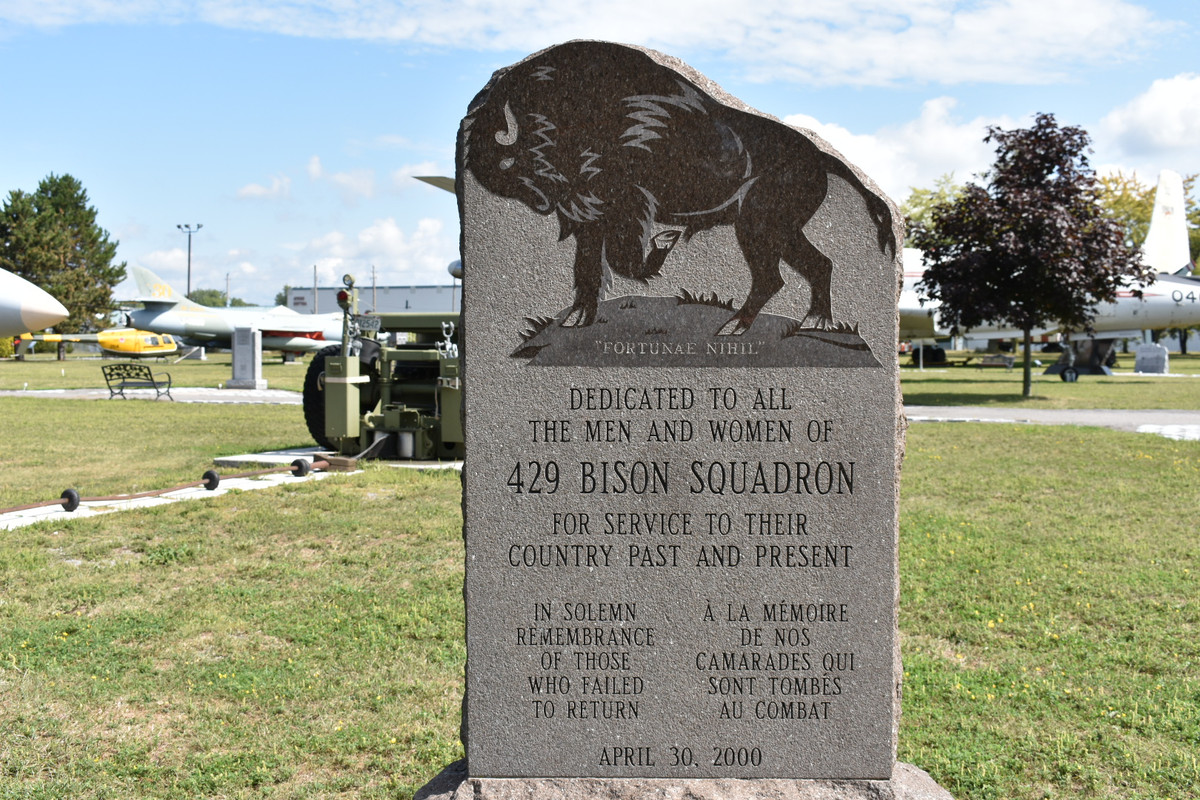 "FORTUNAE NIHIL"
DEDICATED TO ALL
THE MEN AND WOMEN OF
429 BISON SQUADRON
FOR SERVICE TO THEIR
COUNTRY PAST AND PRESENT
IN SOLEMN
REMEMBRANCE
OF THOSE
WHO FAILED
TO RETURN
À LA MÉMOIRE
DE NOS
CAMARADES QUI
SONT TOMBÉS
AU COMBAT
APRIL 30, 2000
04